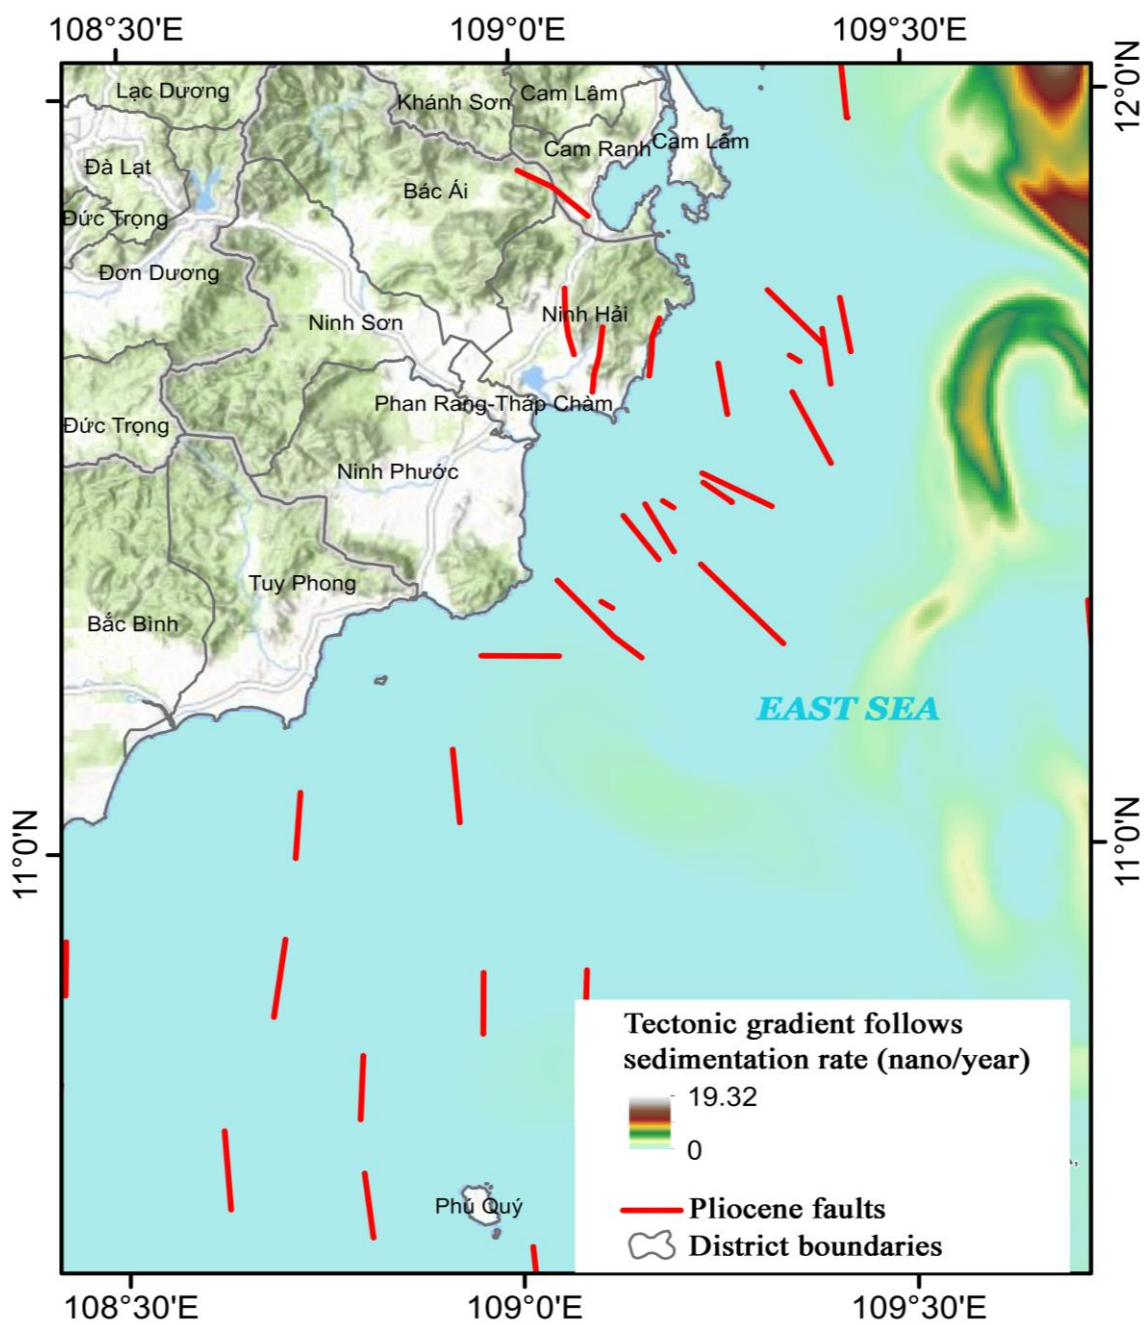 108°30'E 109°0'E 109°30'E
12°0'N
Lạc Dương
Khánh Sơn
Cam Lâm
Cam Ranh
Cam Lâm
Đà Lạt
Bác Ái
Đức Trọng
Đơn Dương
Ninh Sơn
Ninh Hải
Phan Rang-Tháp Chàm
Đức Trọng
Ninh Phước
Tuy Phong
Bắc Bình
EAST SEA
11°0'N
11°0'N
Tectonic gradient follows
sedimentation rate (nano/year)
19.32
0
Phú Quý
Pliocene faults
District boundaries
108°30'E 109°0'E 109°30'E